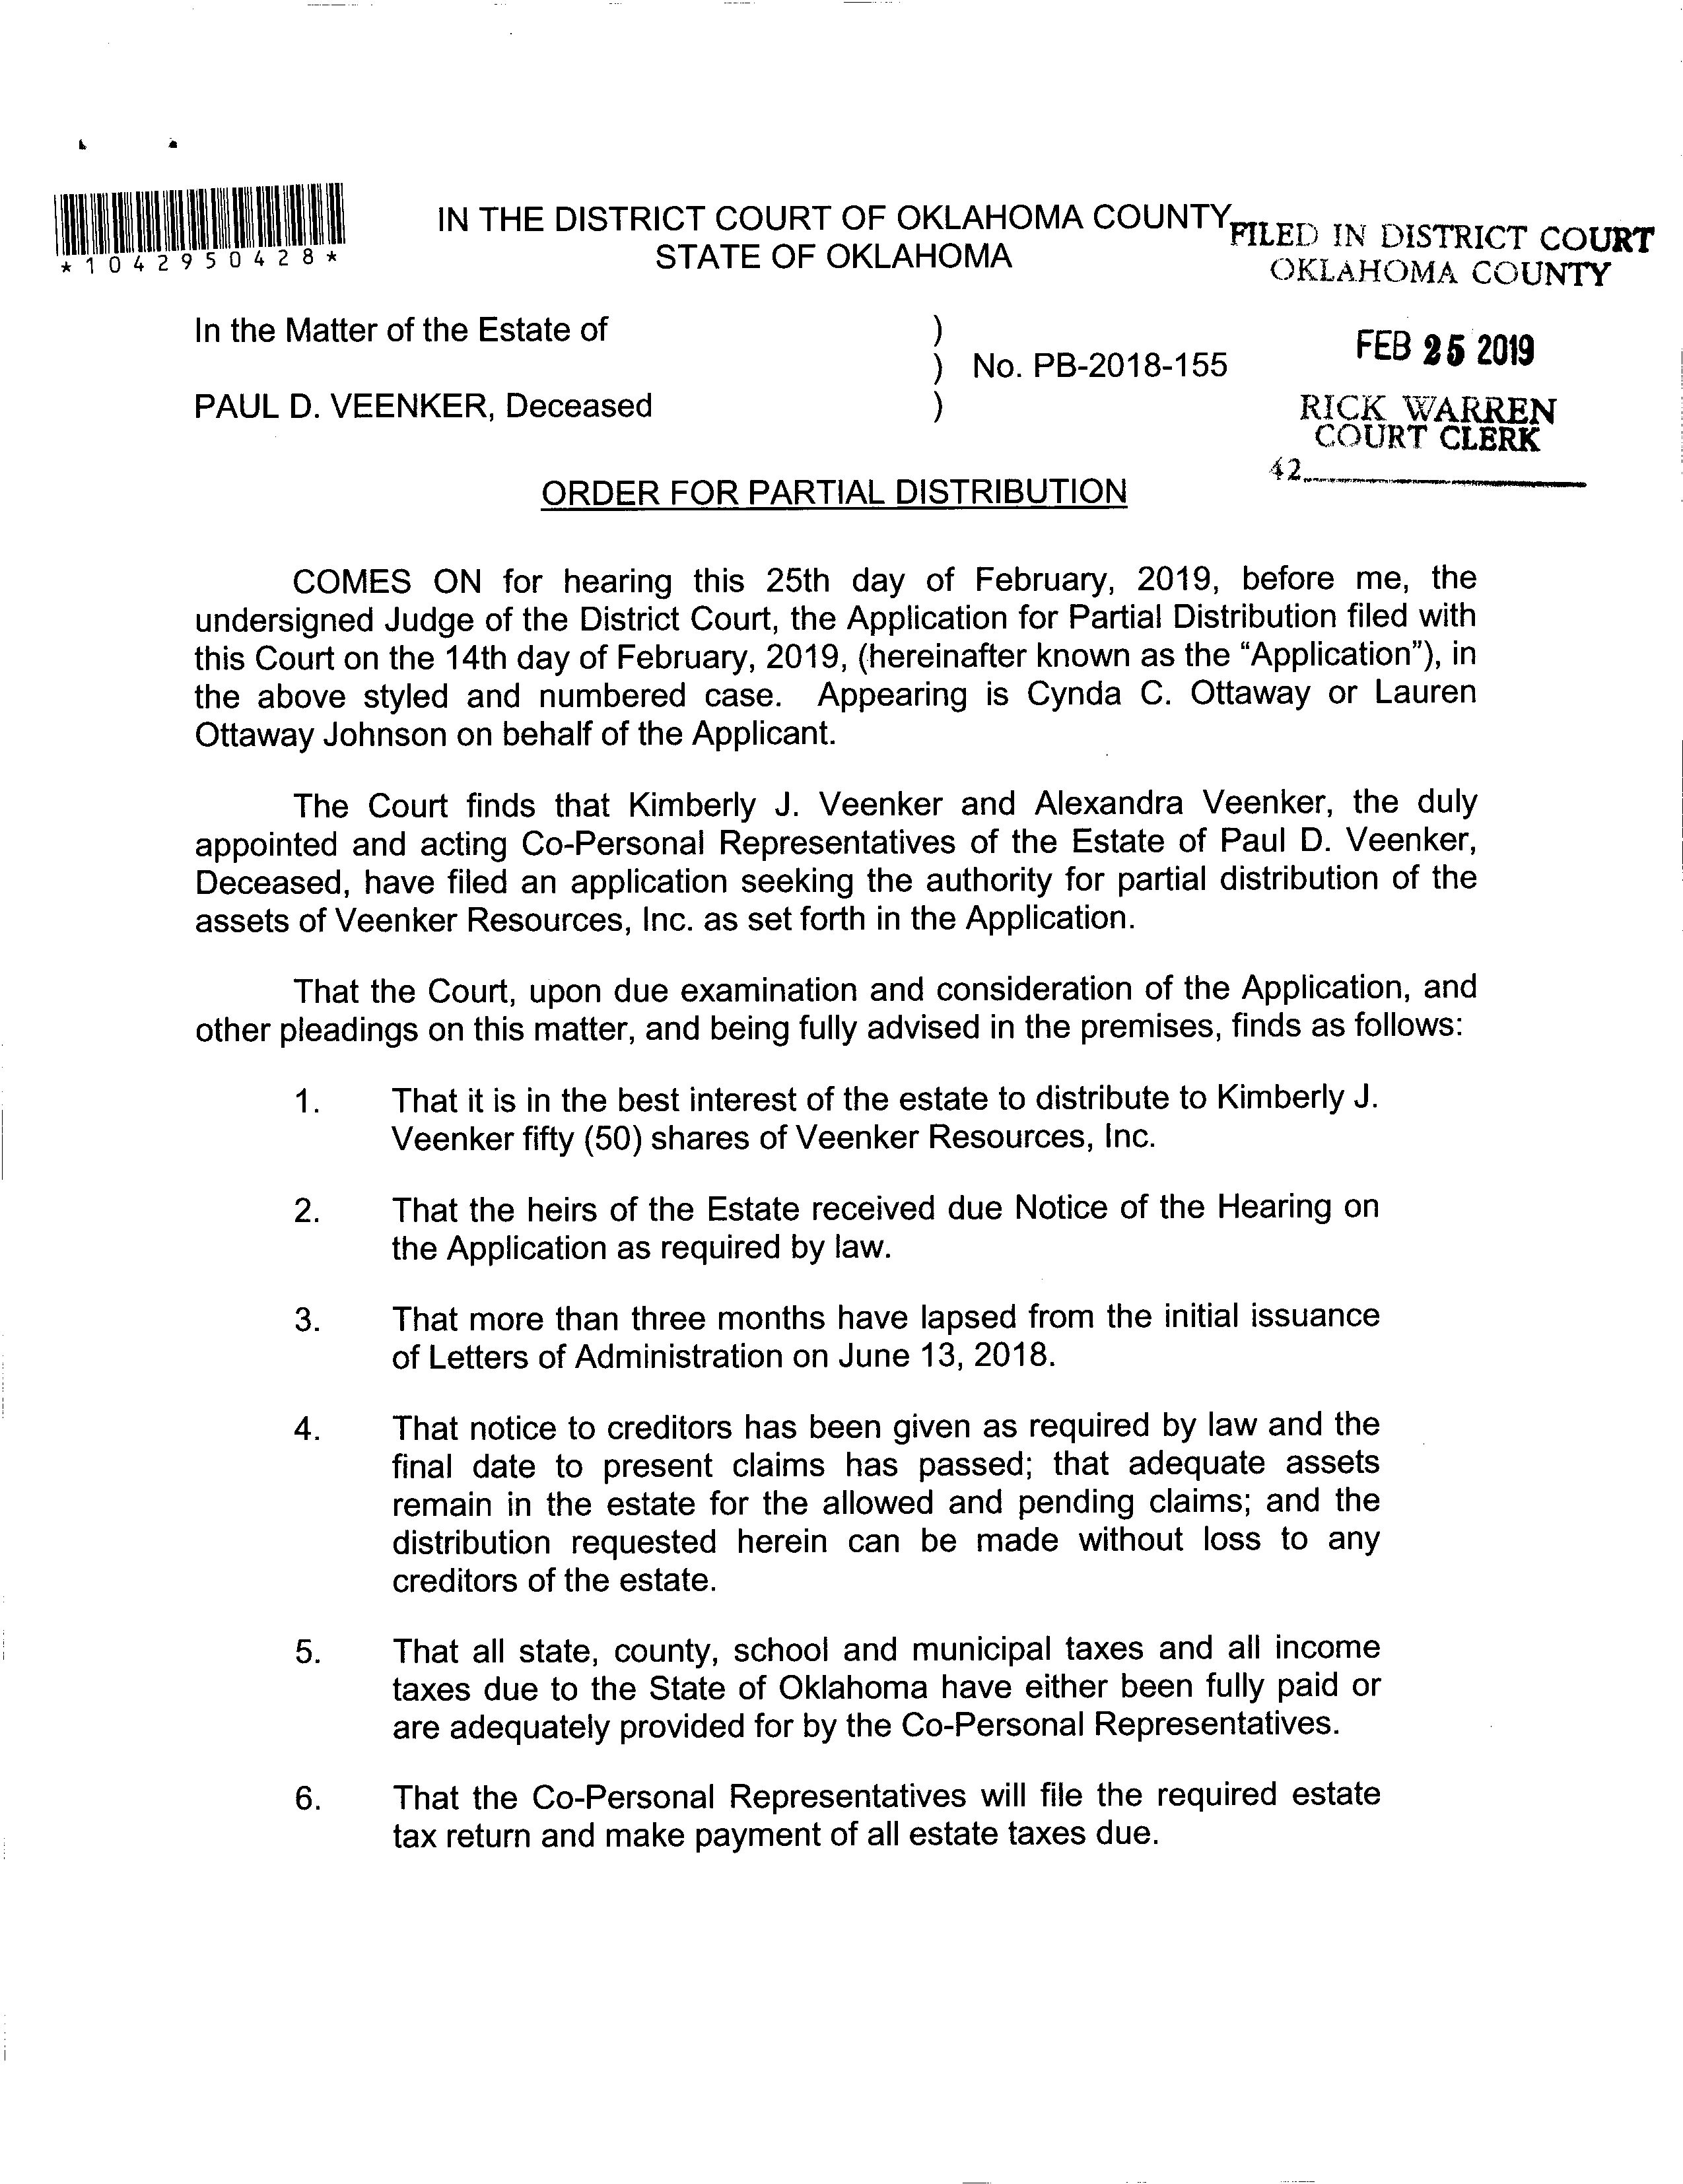 IN THE DISTRICT COURT OF OKLAHOMA COUNTY
STATE OF OKLAHOMA
*1042950428*
FILED IN DISTRICT COURT
OKLAHOMA COUNTY
FEB 25 2019
RICK WARREN
COURT CLERK
42
In the Matter of the Estate of )
) No. PB-2018-155
PAUL D. VEENKER, Deceased )
ORDER FOR PARTIAL DISTRIBUTION
COMES ON for hearing this 25th day of February, 2019, before me, the
undersigned Judge of the District Court, the Application for Partial Distribution filed with
this Court on the 14th day of February, 2019, (hereinafter known as the “Application”), in
the above styled and numbered case. Appearing is Cynda C. Ottaway or Lauren
Ottaway Johnson on behalf of the Applicant.
The Court finds that Kimberly J. Veenker and Alexandra Veenker, the duly
appointed and acting Co-Personal Representatives of the Estate of Paul D. Veenker,
Deceased, have filed an application seeking the authority for partial distribution of the
assets of Veenker Resources, Inc. as set forth in the Application.
That the Court, upon due examination and consideration of the Application, and
other pleadings on this matter, and being fully advised in the premises, finds as follows:
1. That it is in the best interest of the estate to distribute to Kimberly J.
Veenker fifty (50) shares of Veenker Resources, Inc.
2. That the heirs of the Estate received due Notice of the Hearing on
the Application as required by law.
3. That more than three months have lapsed from the initial issuance
of Letters of Administration on June 13, 2018.
4. That notice to creditors has been given as required by law and the
final date to present claims has passed; that adequate assets
remain in the estate for the allowed and pending claims; and the
distribution requested herein can be made without loss to any
creditors of the estate.
5. That all state, county, school and municipal taxes and all income
taxes due to the State of Oklahoma have either been fully paid or
are adequately provided for by the Co-Personal Representatives.
6. That the Co-Personal Representatives will file the required estate
tax return and make payment of all estate taxes due.